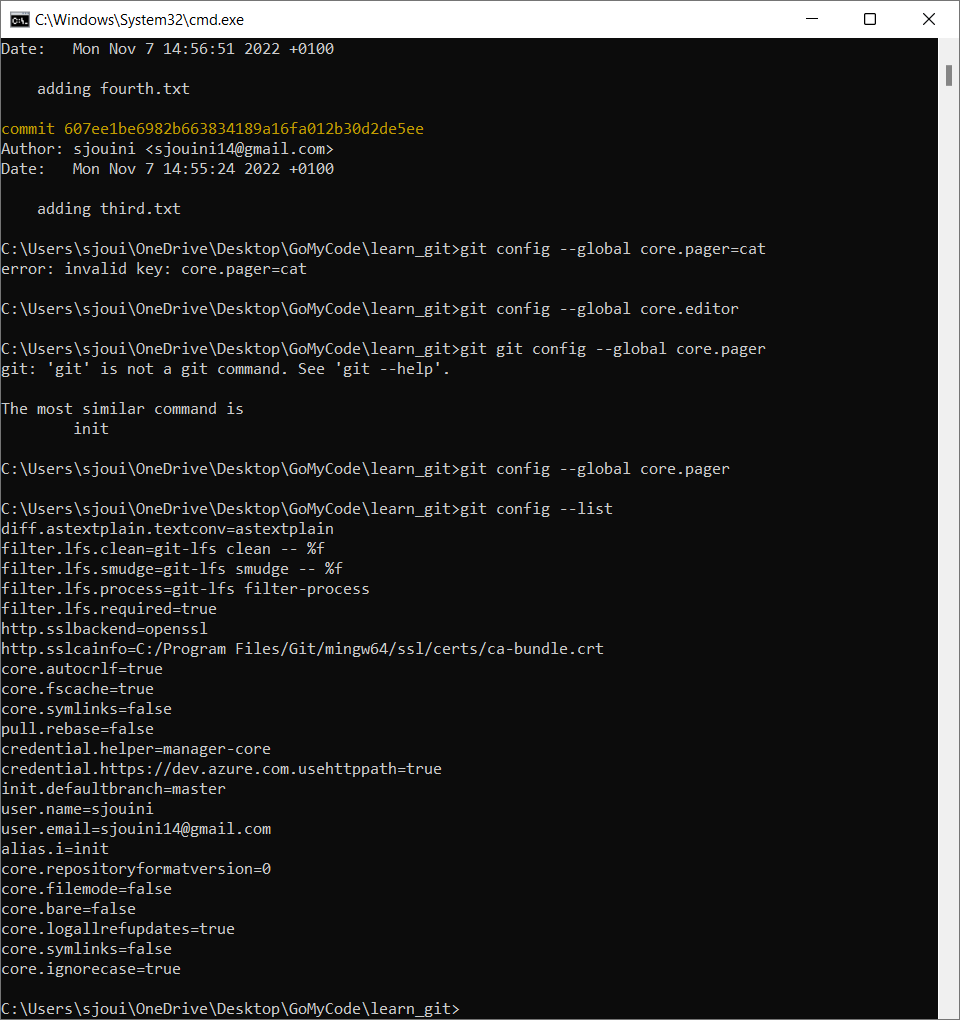 C:\Windows\System32\cmd.exe
Date:   Mon Nov 7 14:56:51 2022 +0100
    adding fourth.txt
commit 607ee1be6982b663834189a16fa012b30d2de5ee
Author: sjouini <sjouini14@gmail.com>
Date:   Mon Nov 7 14:55:24 2022 +0100
    adding third.txt
C:\Users\sjoui\OneDrive\Desktop\GoMyCode\learn_git>git config --global core.pager=cat
error: invalid key: core.pager=cat
C:\Users\sjoui\OneDrive\Desktop\GoMyCode\learn_git>git config --global core.editor
C:\Users\sjoui\OneDrive\Desktop\GoMyCode\learn_git>git git config --global core.pager
git: 'git' is not a git command. See 'git --help'.
The most similar command is
        init
C:\Users\sjoui\OneDrive\Desktop\GoMyCode\learn_git>git config --global core.pager
C:\Users\sjoui\OneDrive\Desktop\GoMyCode\learn_git>git config --list
diff.astextplain.textconv=astextplain
filter.lfs.clean=git-lfs clean -- %f
filter.lfs.smudge=git-lfs smudge -- %f
filter.lfs.process=git-lfs filter-process
filter.lfs.required=true
http.sslbackend=openssl
http.sslcainfo=C:/Program Files/Git/mingw64/ssl/certs/ca-bundle.crt
core.autocrlf=true
core.fscache=true
core.symlinks=false
pull.rebase=false
credential.helper=manager-core
credential.https://dev.azure.com.usehttppath=true
init.defaultbranch=master
user.name=sjouini
user.email=sjouini14@gmail.com
alias.i=init
core.repositoryformatversion=0
core.filemode=false
core.bare=false
core.logallrefupdates=true
core.symlinks=false
core.ignorecase=true
C:\Users\sjoui\OneDrive\Desktop\GoMyCode\learn_git>